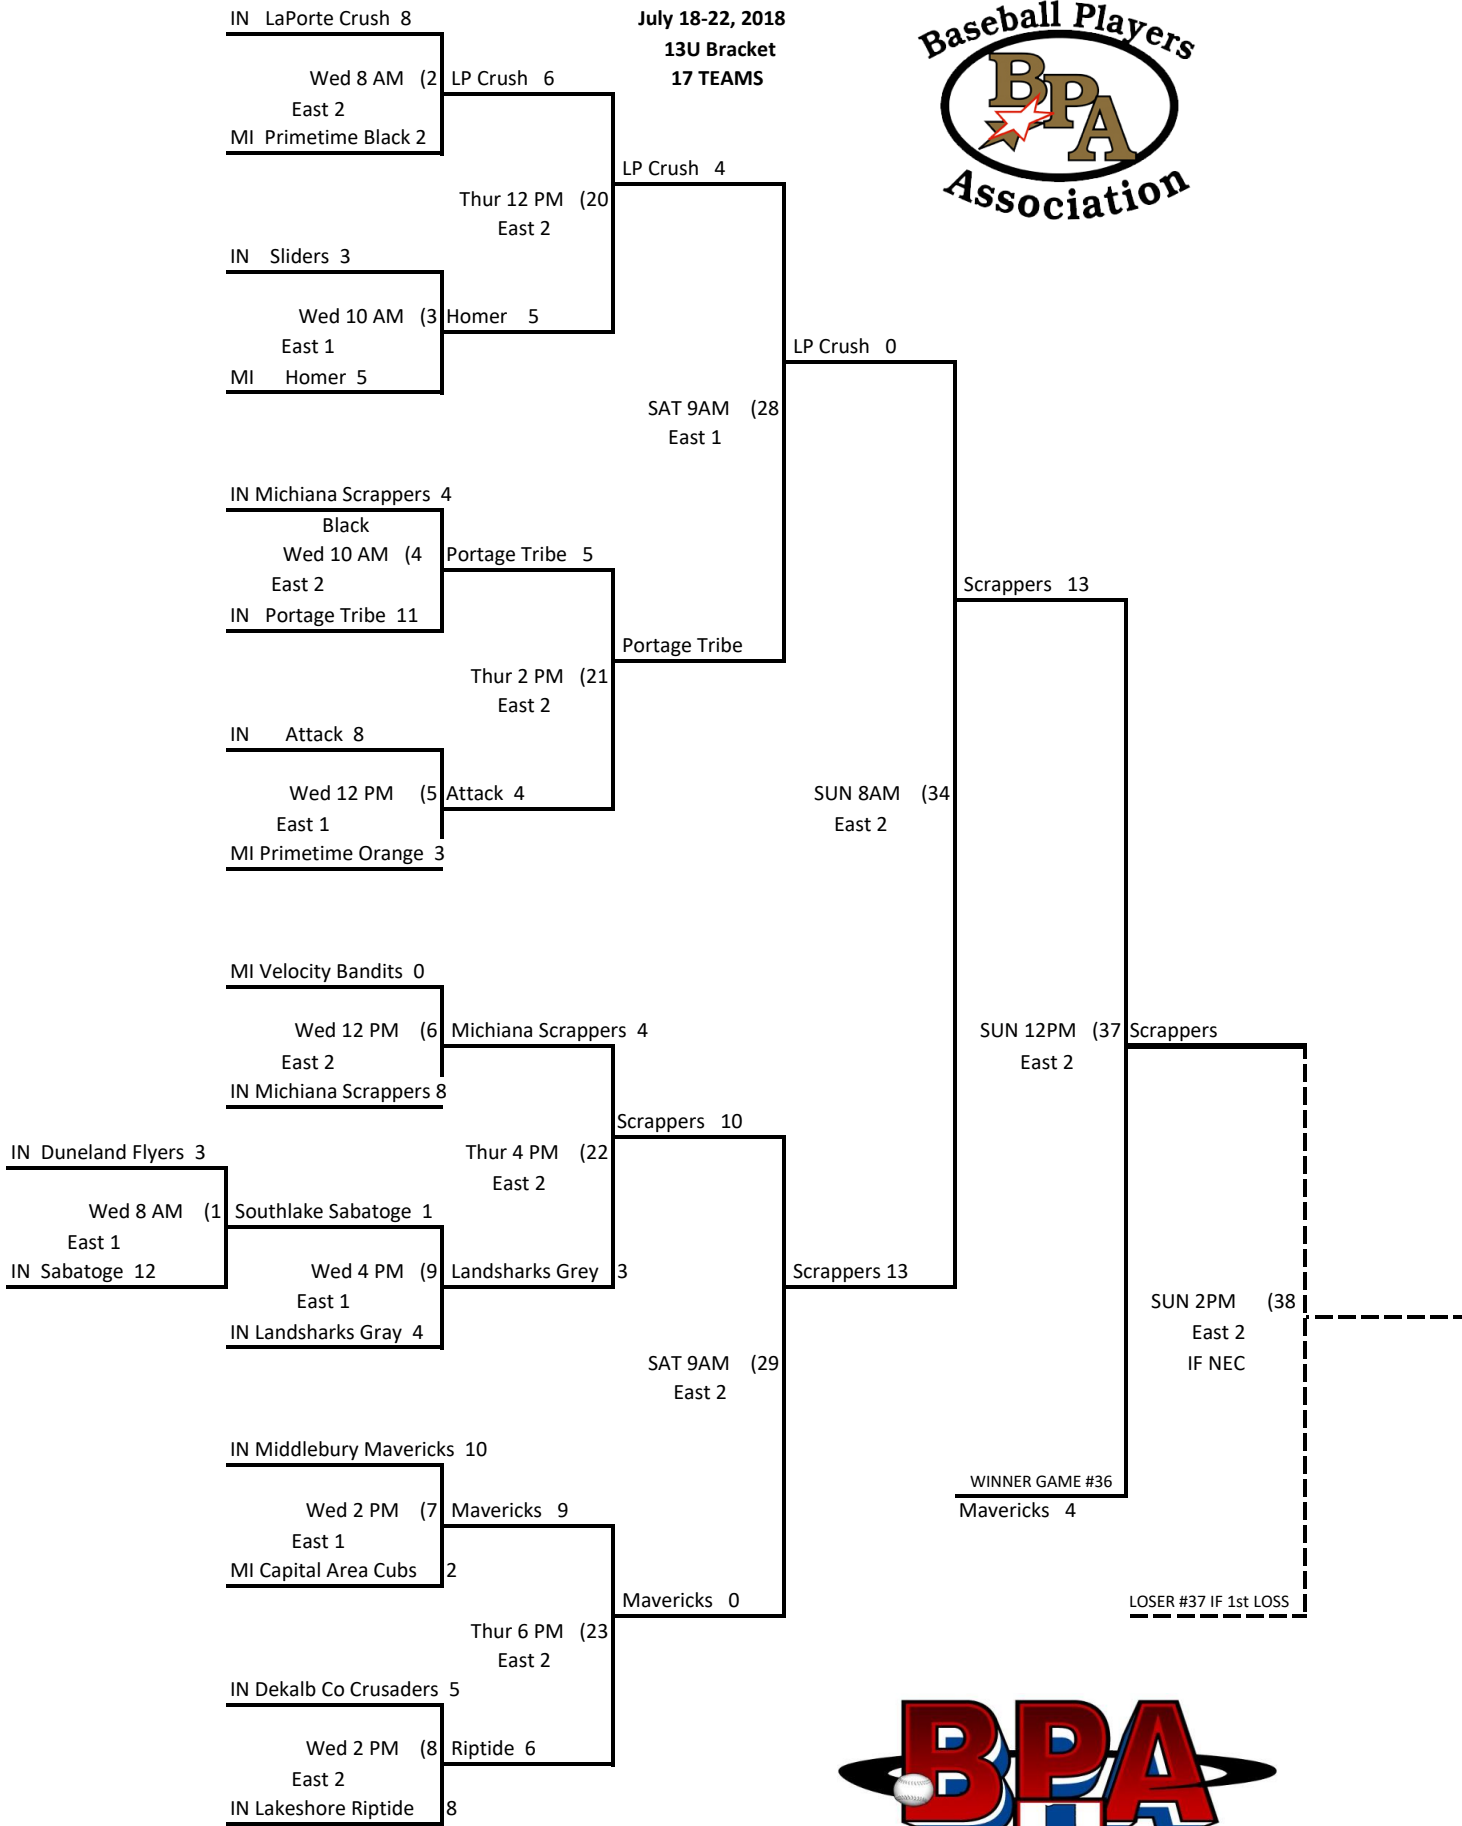 IN LaPorte Crush 8
July 18-22, 2018
13U Bracket
17 TEAMS
Baseball Players
BPA
Association
Wed 8 AM (2 LP Crush 6
East 2
MI Primetime Black 2
LP Crush 4
Thur 12 PM (20
East 2
IN Sliders 3
Wed 10 AM (3 Homer 5
East 1
LP Crush 0
MI Homer 5
SAT 9AM (28
East 1
IN Michiana Scrappers 4
Black
Wed 10 AM (4 Portage Tribe 5
East 2
Scrappers 13
IN Portage Tribe 11
Portage Tribe
Thur 2 PM (21
East 2
IN Attack 8
Wed 12 PM (5 Attack 4
SUN 8AM (34
East 1
East 2
MI Primetime Orange 3
MI Velocity Bandits 0
Wed 12 PM (6 Michiana Scrappers 4
SUN 12PM (37 Scrappers
East 2
East 2
IN Michiana Scrappers 8
Scrappers 10
IN Duneland Flyers 3
Thur 4 PM (22
East 2
Wed 8 AM (1 Southlake Sabatoge 1
East 1
IN Sabatoge 12
Wed 4 PM (9 Landsharks Grey 3
Scrappers 13
East 1
SUN 2PM (38
IN Landsharks Gray 4
East 2
SAT 9AM (29
IF NEC
East 2
IN Middlebury Mavericks 10
WINNER GAME #36
Wed 2 PM (7 Mavericks 9
Mavericks 4
East 1
MI Capital Area Cubs 2
Mavericks 0
LOSER #37 IF 1st LOSS
Thur 6 PM (23
East 2
IN Dekalb Co Crusaders 5
Wed 2 PM (8 Riptide 6
East 2
IN Lakeshore Riptide 8
BPA